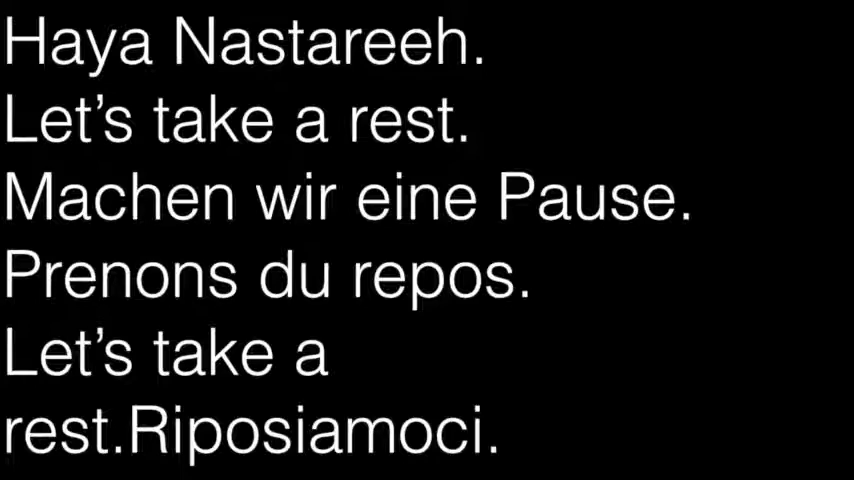 Haya Nastareeh.
Let’s take a rest.
Machen wir eine Pause.
Prenons du repos.
Let’s take a
rest.Riposiamoci.